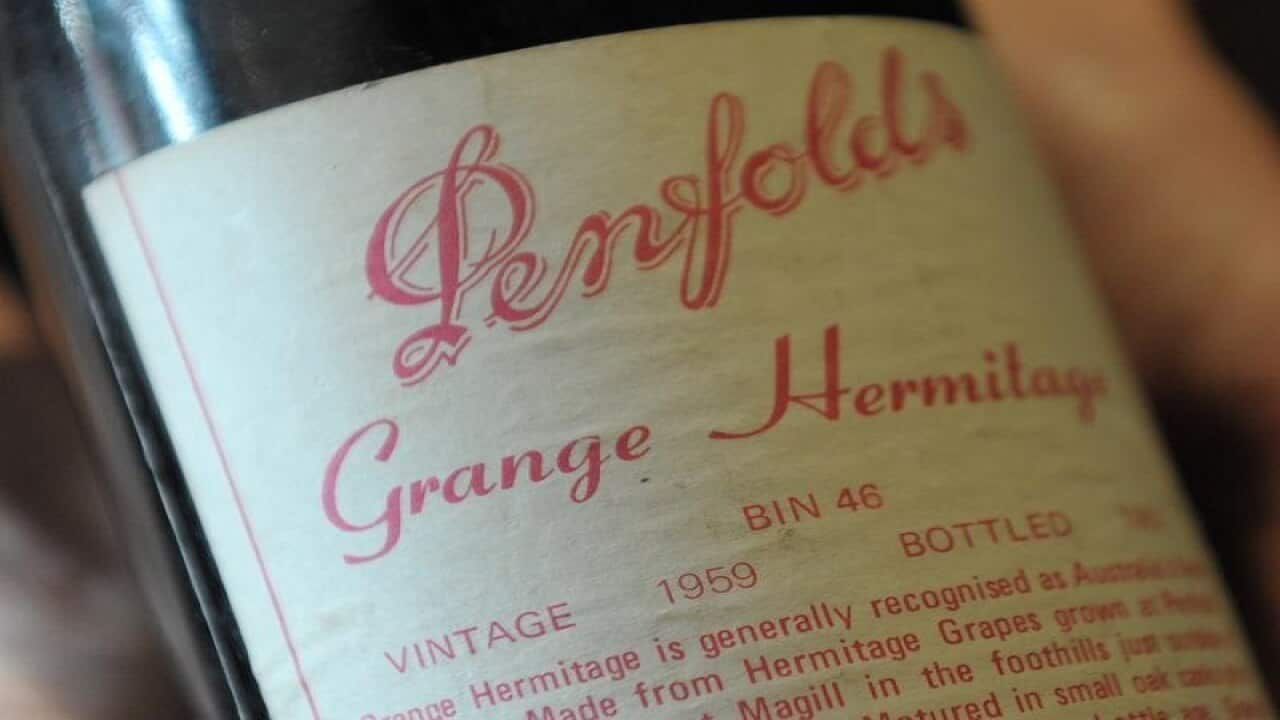 Penfolds
Grange Hermitage
BIN 46
VINTAGE 1959 BOTTLED
Hermitage is generally recognised as
Made from Hermitage Grapes grown at
Magill in the foothills just
Matured in small oak